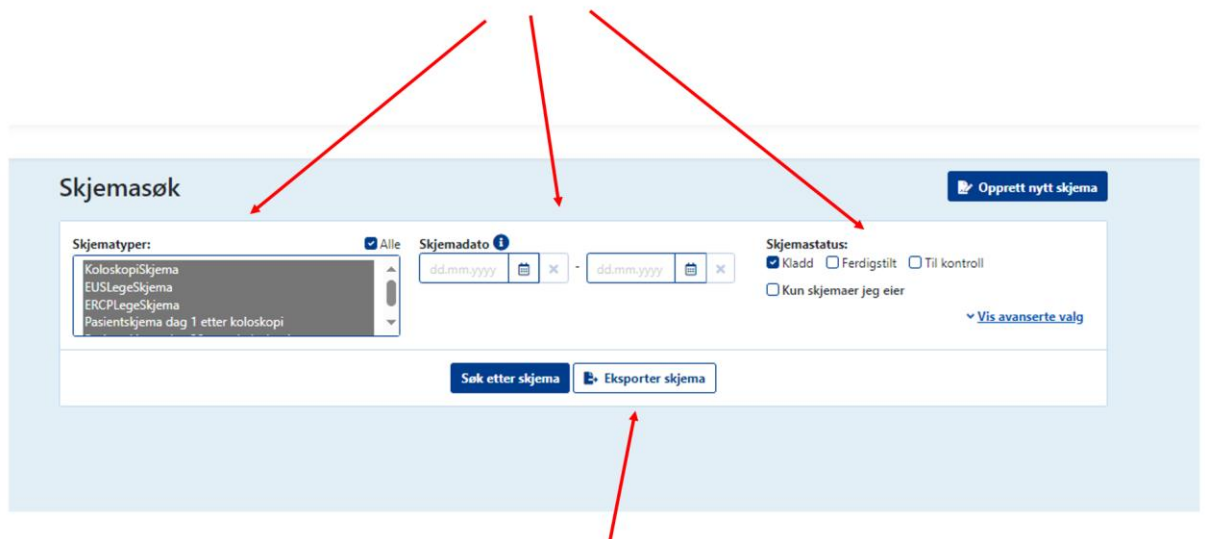 Skjemasøk
Opprett nytt skjema
Skjematyper:
Alle
KoloskopiSkjema
EUSLegeSkjema
ERCPLegeSkjema
Pasientskjema dag 1 etter koloskopi
Skjemadato
dd.mm.yyyy - dd.mm.yyyy
Skjemastatus:
Kladd Ferdigstilt Til kontroll
Kun skjemaer jeg eier
Vis avanserte valg
Søk etter skjema Eksporter skjema